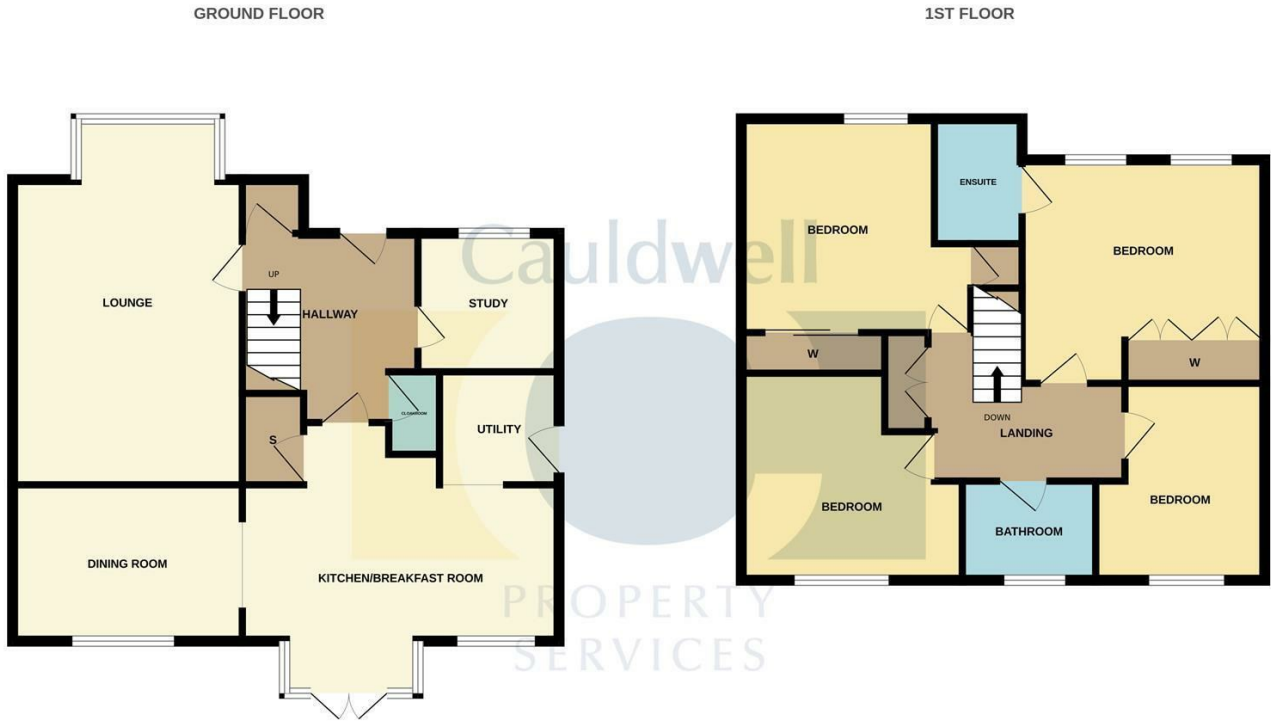 GROUND FLOOR
1ST FLOOR
LOUNGE
UP
HALLWAY
STUDY
CLOAKROOM
S
UTILITY
DINING ROOM
KITCHEN/BREAKFAST ROOM
BEDROOM
ENSUITE
BEDROOM
W
W
DOWN
LANDING
BEDROOM
BATHROOM
BEDROOM
Cauldwell
PROPERTY
SERVICES